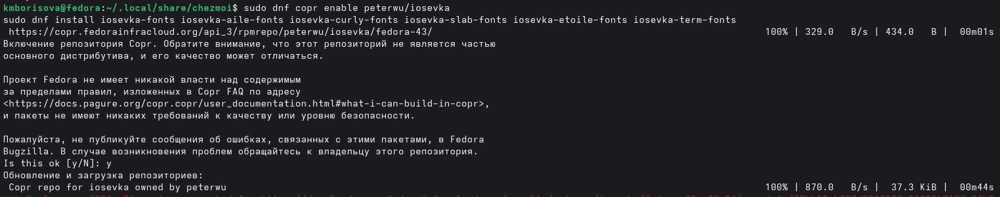 kmborisova@fedora:~/.local/share/chezmoi$ sudo dnf copr enable peterwu/iosevka
sudo dnf install iosevka-fonts iosevka-aile-fonts iosevka-curly-fonts iosevka-slab-fonts iosevka-etoile-fonts iosevka-term-fonts
https://copr.fedorainfracloud.org/api_3/rpmrepo/peterwu/iosevka/fedora-43/ 100% | 329.0 B/s | 434.0 B | 00m01s
Включение репозитория Copr. Обратите внимание, что этот репозиторий не является частью
основного дистрибутива, и его качество может отличаться.
Проект Fedora не имеет никакой власти над содержимым
за пределами правил, изложенных в Copr FAQ по адресу
<https://docs.pagure.org/copr.copr/user_documentation.html#what-i-can-build-in-copr>,
и пакеты не имеют никаких требований к качеству или уровню безопасности.
Пожалуйста, не публикуйте сообщения об ошибках, связанных с этими пакетами, в Fedora
Bugzilla. В случае возникновения проблем обращайтесь к владельцу этого репозитория.
Is this ok [y/N]: y
Обновление и загрузка репозиториев:
Copr repo for iosevka owned by peterwu 100% | 870.0 B/s | 37.3 KiB | 00m44s